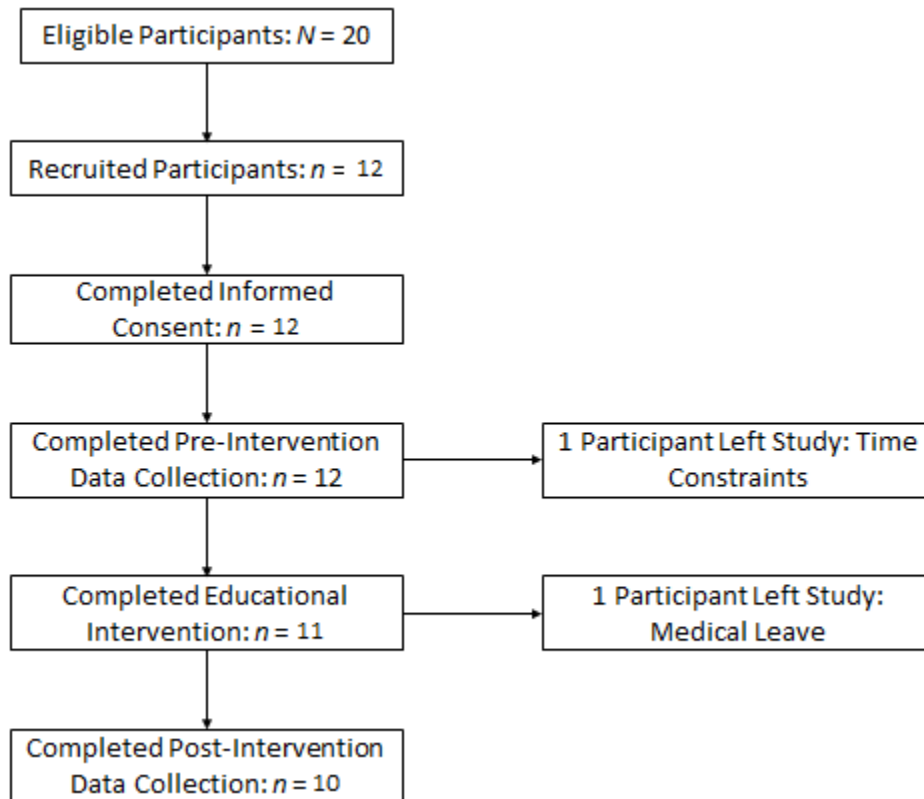 Eligible Participants: N = 20
Recruited Participants: n = 12
Completed Informed
Consent: n = 12
Completed Pre-Intervention
Data Collection: n = 12
1 Participant Left Study: Time
Constraints
Completed Educational
Intervention: n = 11
1 Participant Left Study:
Medical Leave
Completed Post-Intervention
Data Collection: n = 10